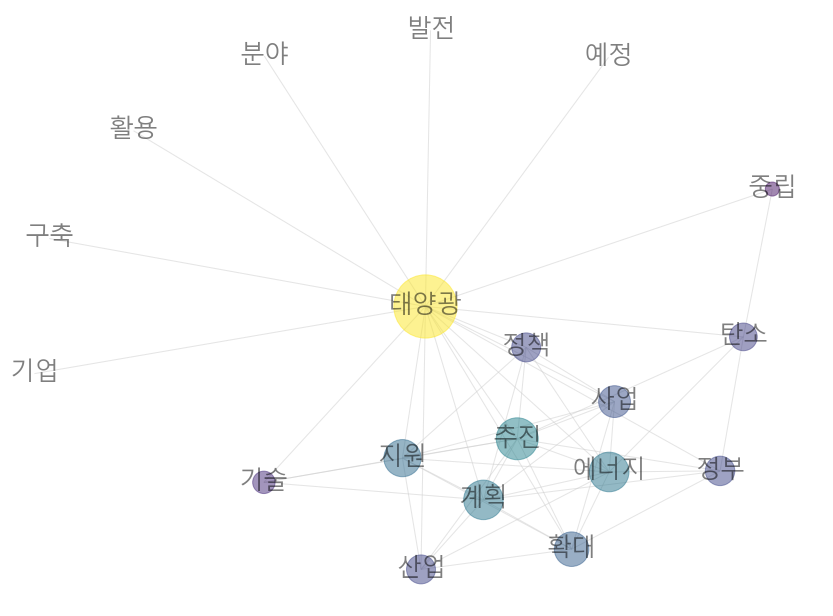 발전
분야
예정
활용
중립
구축
태양광
탄소
정책
기업
사업
추진
지원
에너지
정부
기술
계획
확대
산업